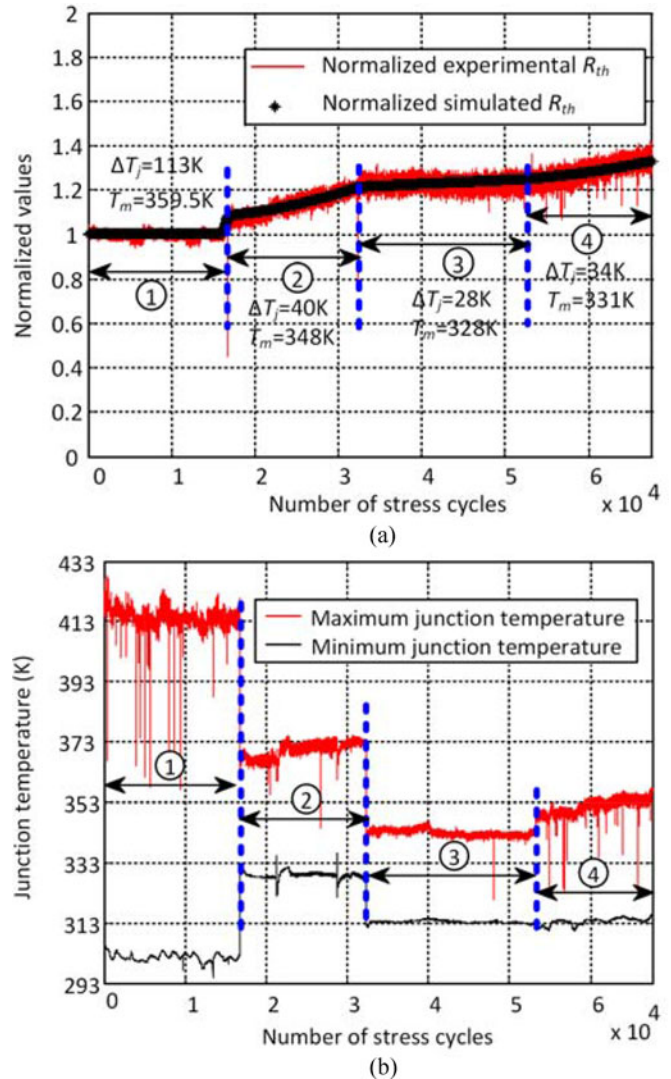 2
1.8
1.6
1.4
1.2
1
0.8
0.6
0.4
0.2
0
Normalized values
Normalized experimental Rth
Normalized simulated Rth
ΔTj=113K
Tm=359.5K
①
②
ΔTj=40K
Tm=348K
③
ΔTj=28K
Tm=328K
④
ΔTj=34K
Tm=331K
0 1 2 3 4 5 6
Number of stress cycles
x 10 4
(a)
433
413
393
373
353
333
313
293
Junction temperature (K)
Maximum junction temperature
Minimum junction temperature
①
②
③
④
0 1 2 3 4 5 6
Number of stress cycles
x 10 4
(b)